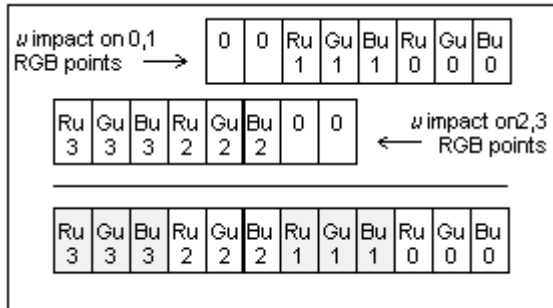 u impact on 0,1
RGB points
0 0 Ru Gu Bu Ru Gu Bu
1 1 1 0 0 0
Ru Gu Bu Ru Gu Bu 0 0
3 3 3 2 2 2
u impact on2,3
RGB points
Ru Gu Bu Ru Gu Bu Ru Gu Bu Ru Gu Bu
3 3 3 2 2 2 1 1 1 0 0 0